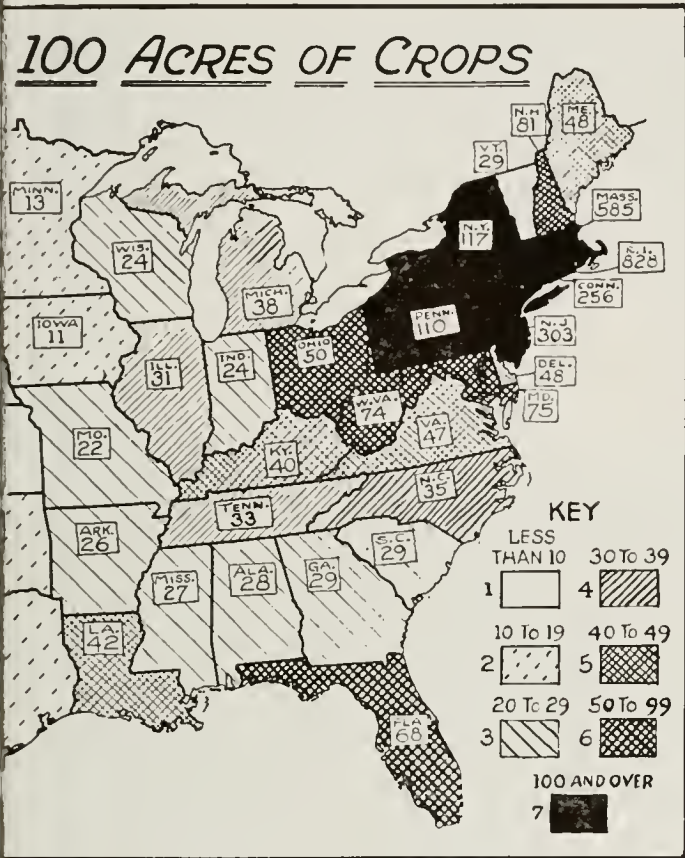 100 ACRES OF CROPS
N.H.
81
ME.
48
VT.
29
MASS.
585
MINN.
13
N.Y.
117
R.I.
828
WIS.
24
CONN.
256
MICH.
38
PENN.
110
N.J.
303
IOWA
11
OHIO
50
DEL.
48
ILL.
31
IND.
24
MD.
75
W.VA.
74
VA.
47
MO.
22
KY.
40
N.C.
35
TENN.
33
ARK.
26
S.C.
29
MISS.
27
ALA.
28
GA.
29
LA.
42
FLA
68
KEY
LESS
THAN 10
1
30 TO 39
4
10 To 19
2
40 To 49
5
20 To 29
3
50 To 99
6
100 AND OVER
7